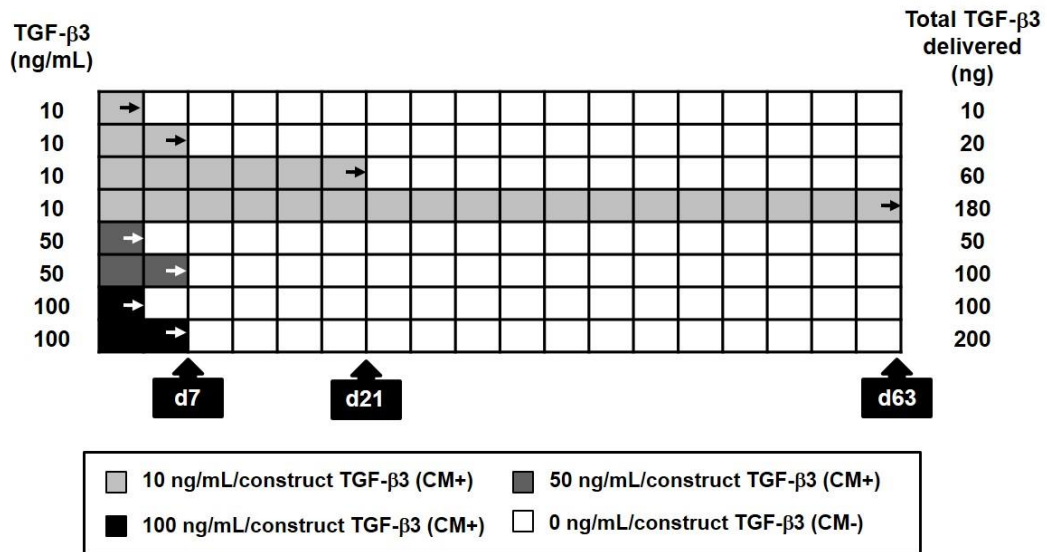 TGF-β3
(ng/mL)
Total TGF-β3
delivered
(ng)
10 10
10 20
10 60
10 180
50 50
50 100
100 100
100 200
d7 d21 d63
10 ng/mL/construct TGF-β3 (CM+) 50 ng/mL/construct TGF-β3 (CM+)
100 ng/mL/construct TGF-β3 (CM+) 0 ng/mL/construct TGF-β3 (CM-)